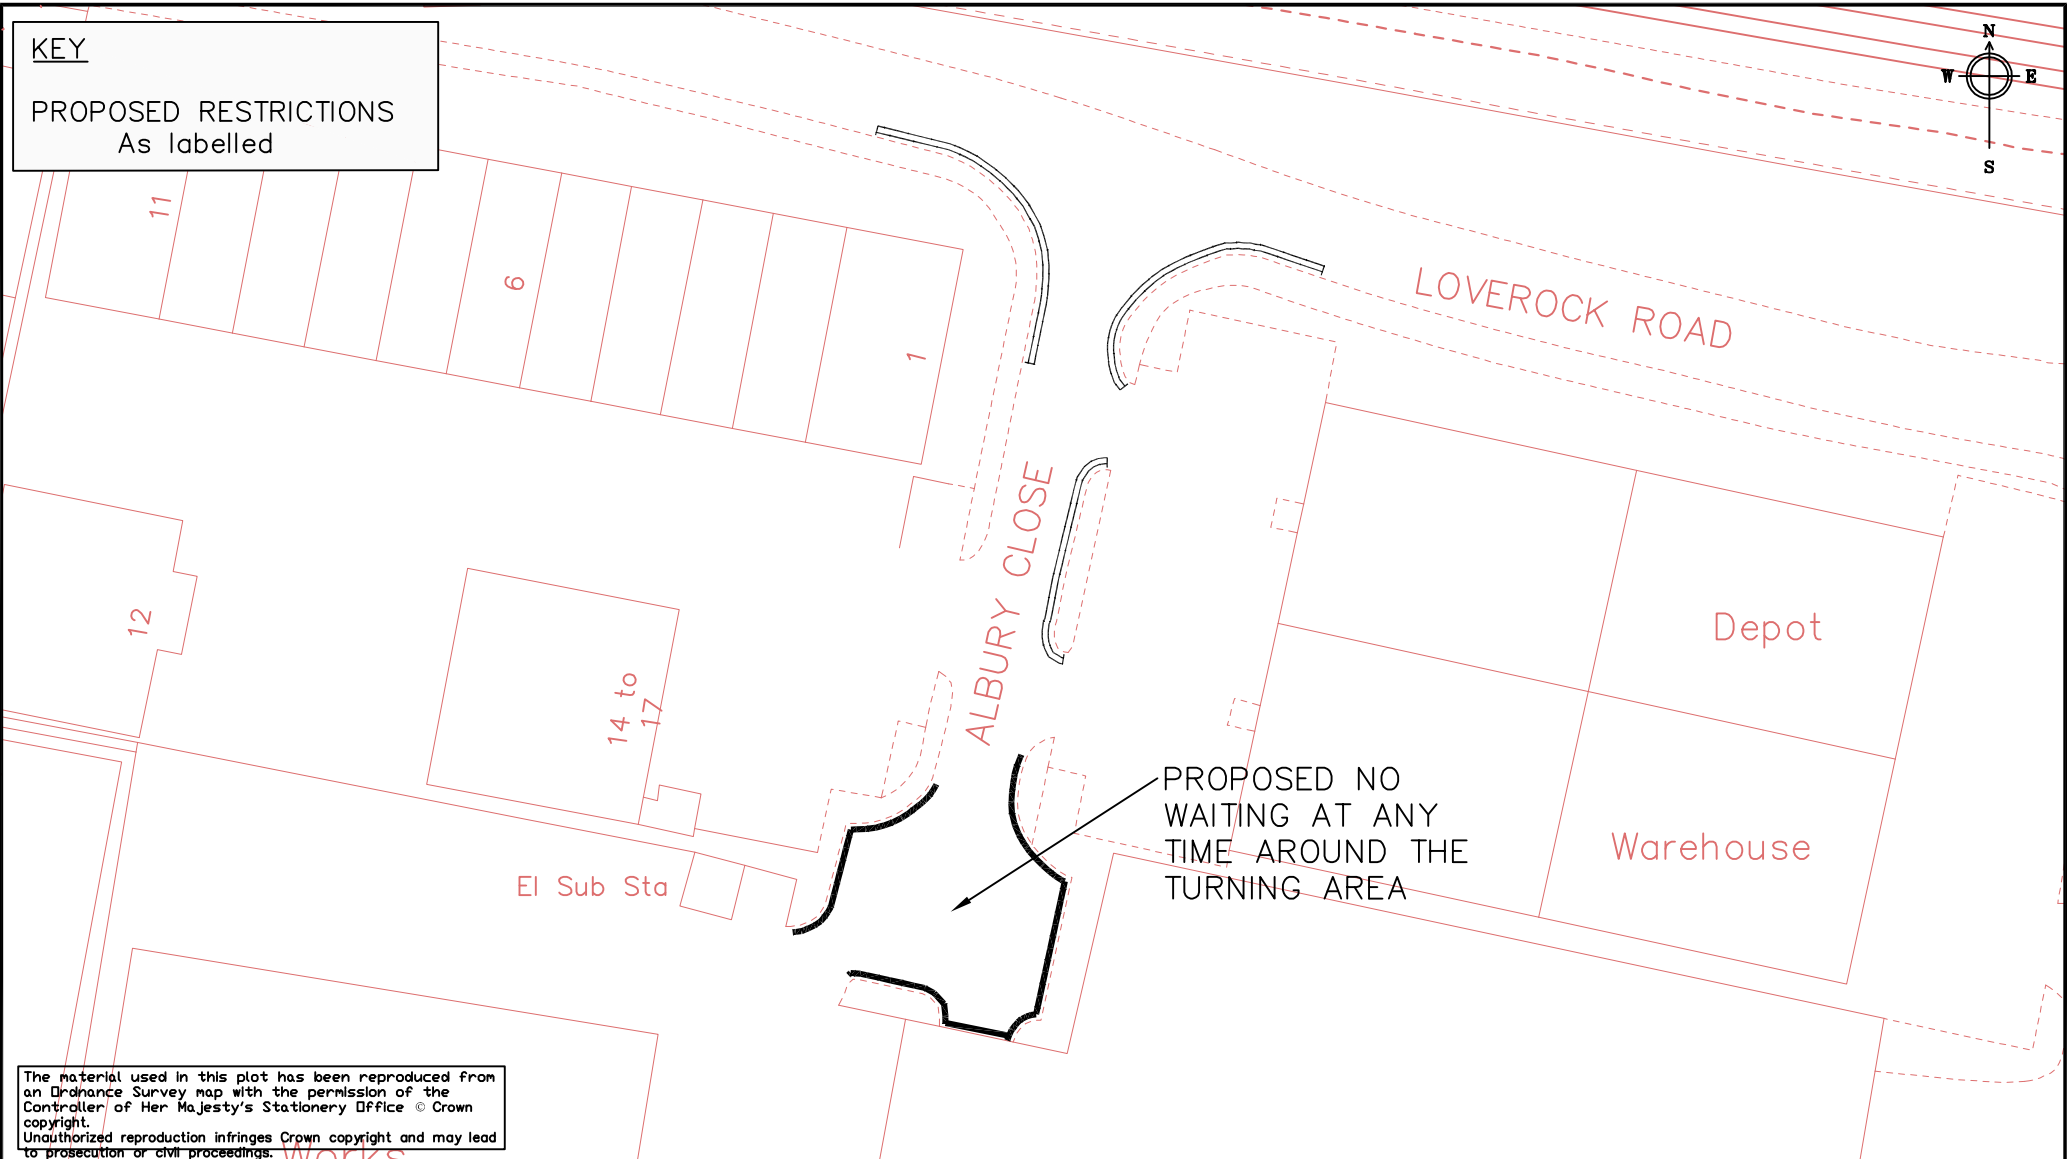 KEY
PROPOSED RESTRICTIONS
As labelled
N
W E
S
11
6
1
LOVEROCK ROAD
ALBURY CLOSE
12
14 to
17
Depot
Warehouse
El Sub Sta
PROPOSED NO
WAITING AT ANY
TIME AROUND THE
TURNING AREA
The material used in this plot has been reproduced from
an Ordnance Survey map with the permission of the
Controller of Her Majesty's Stationery Office © Crown
copyright.
Unauthorized reproduction infringes Crown copyright and may lead
to prosecution or civil proceedings.
Works